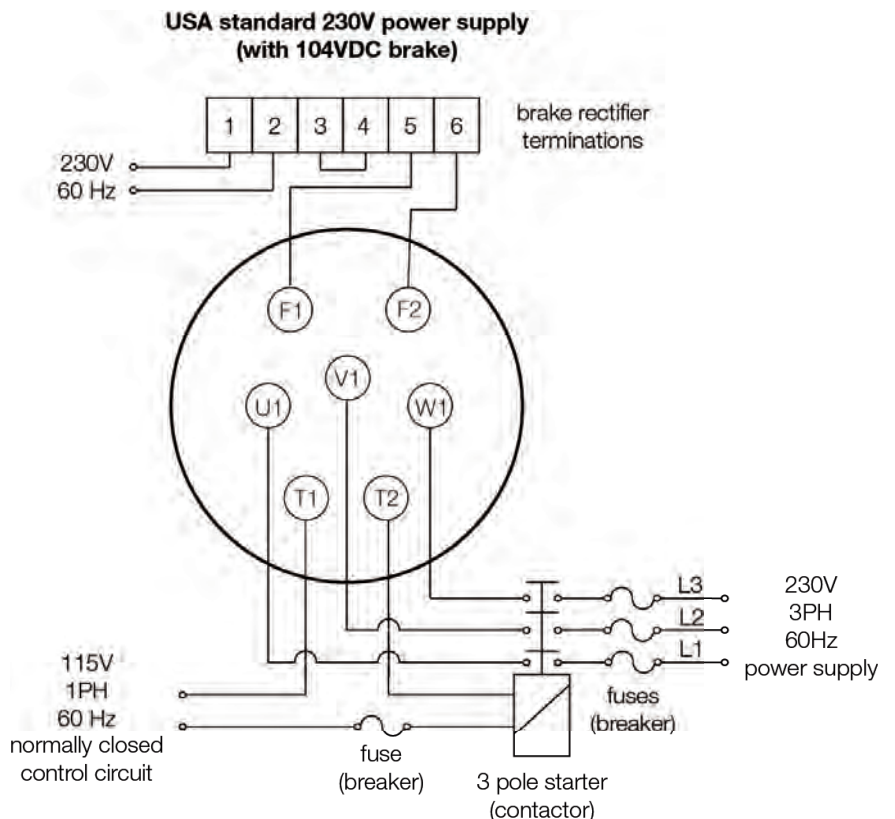 USA standard 230V power supply
(with 104VDC brake)
1 2 3 4 5 6
brake rectifier
terminations
230V
60 Hz
F1 F2
V1
U1 W1
T1 T2
L3
L2
L1
230V
3PH
60Hz
power supply
115V
1PH
60 Hz
normally closed
control circuit
fuse
(breaker)
fuses
(breaker)
3 pole starter
(contactor)